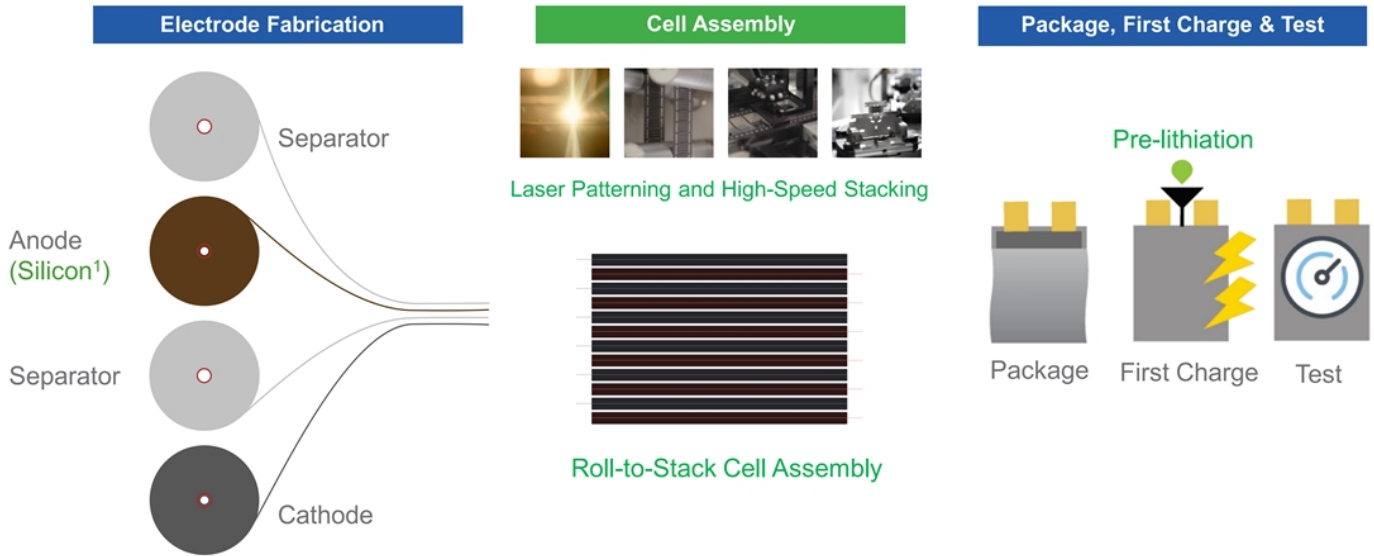 Electrode Fabrication
Separator
Anode
(Silicon¹)
Separator
Cathode
Cell Assembly
Laser Patterning and High-Speed Stacking
Roll-to-Stack Cell Assembly
Package, First Charge & Test
Pre-lithiation
Package
First Charge
Test